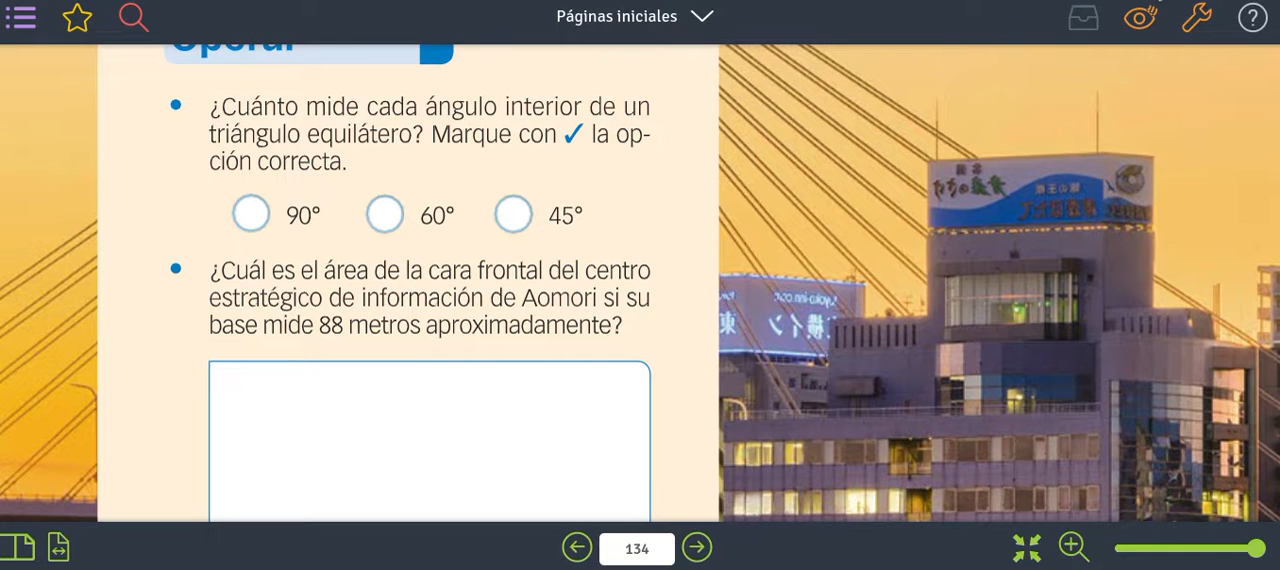 Páginas iniciales
Operar
¿Cuánto mide cada ángulo interior de un
triángulo equilátero? Marque con ✓ la op-
ción correcta.
90° 60° 45°
¿Cuál es el área de la cara frontal del centro
estratégico de información de Aomori si su
base mide 88 metros aproximadamente?
134